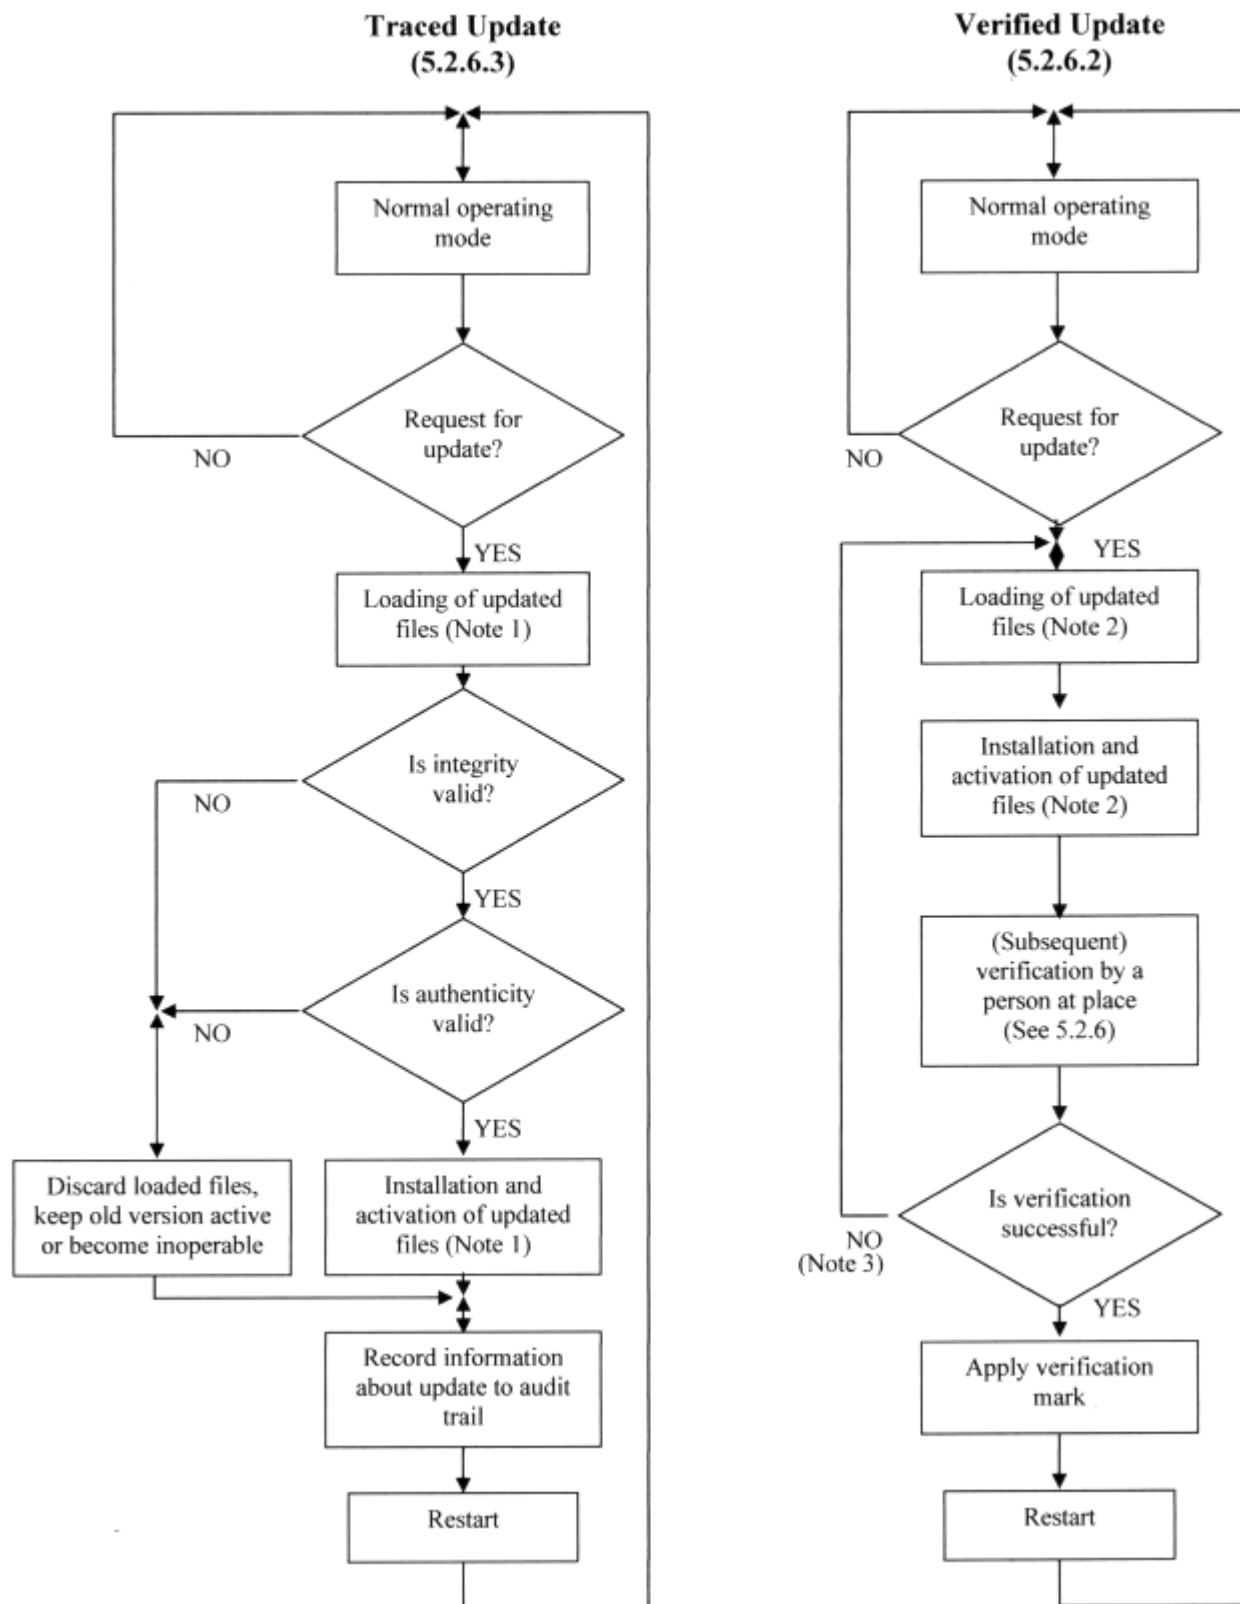 Traced Update
(5.2.6.3)
Normal operating
mode
Request for
update?
NO
YES
Loading of updated
files (Note 1)
Is integrity
valid?
NO
YES
Is authenticity
valid?
NO
YES
Discard loaded files,
keep old version active
or become inoperable
Installation and
activation of updated
files (Note 1)
Record information
about update to audit
trail
Restart
Verified Update
(5.2.6.2)
Normal operating
mode
Request for
update?
NO
YES
Loading of updated
files (Note 2)
Installation and
activation of updated
files (Note 2)
(Subsequent)
verification by a
person at place
(See 5.2.6)
Is verification
successful?
NO
(Note 3)
YES
Apply verification
mark
Restart